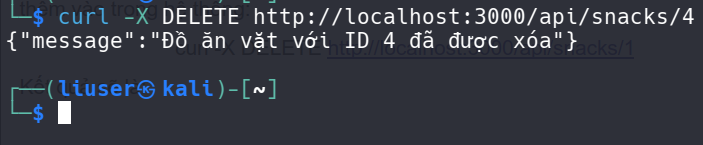 └─$ curl -X DELETE http://localhost:3000/api/snacks/4
{"message":"Đồ ăn vặt với ID 4 đã được xóa"}
┌──(liuser㉿kali)-[~]
└─$